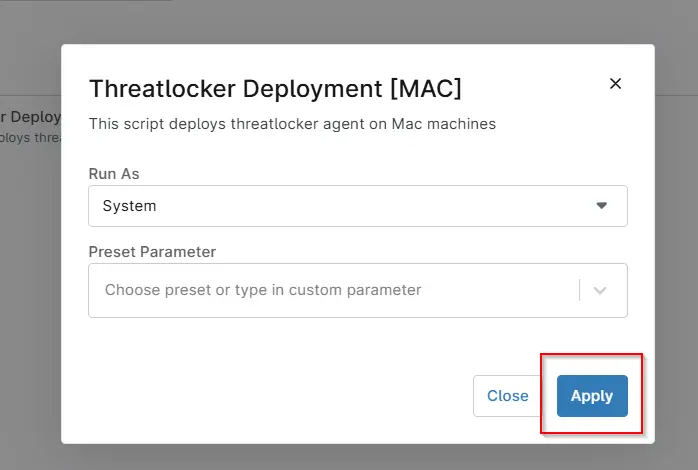 Threatlocker Deployment [MAC]
This script deploys threatlocker agent on Mac machines
r Deploy
ploys threa
Run As
System
Preset Parameter
Choose preset or type in custom parameter
Close
Apply